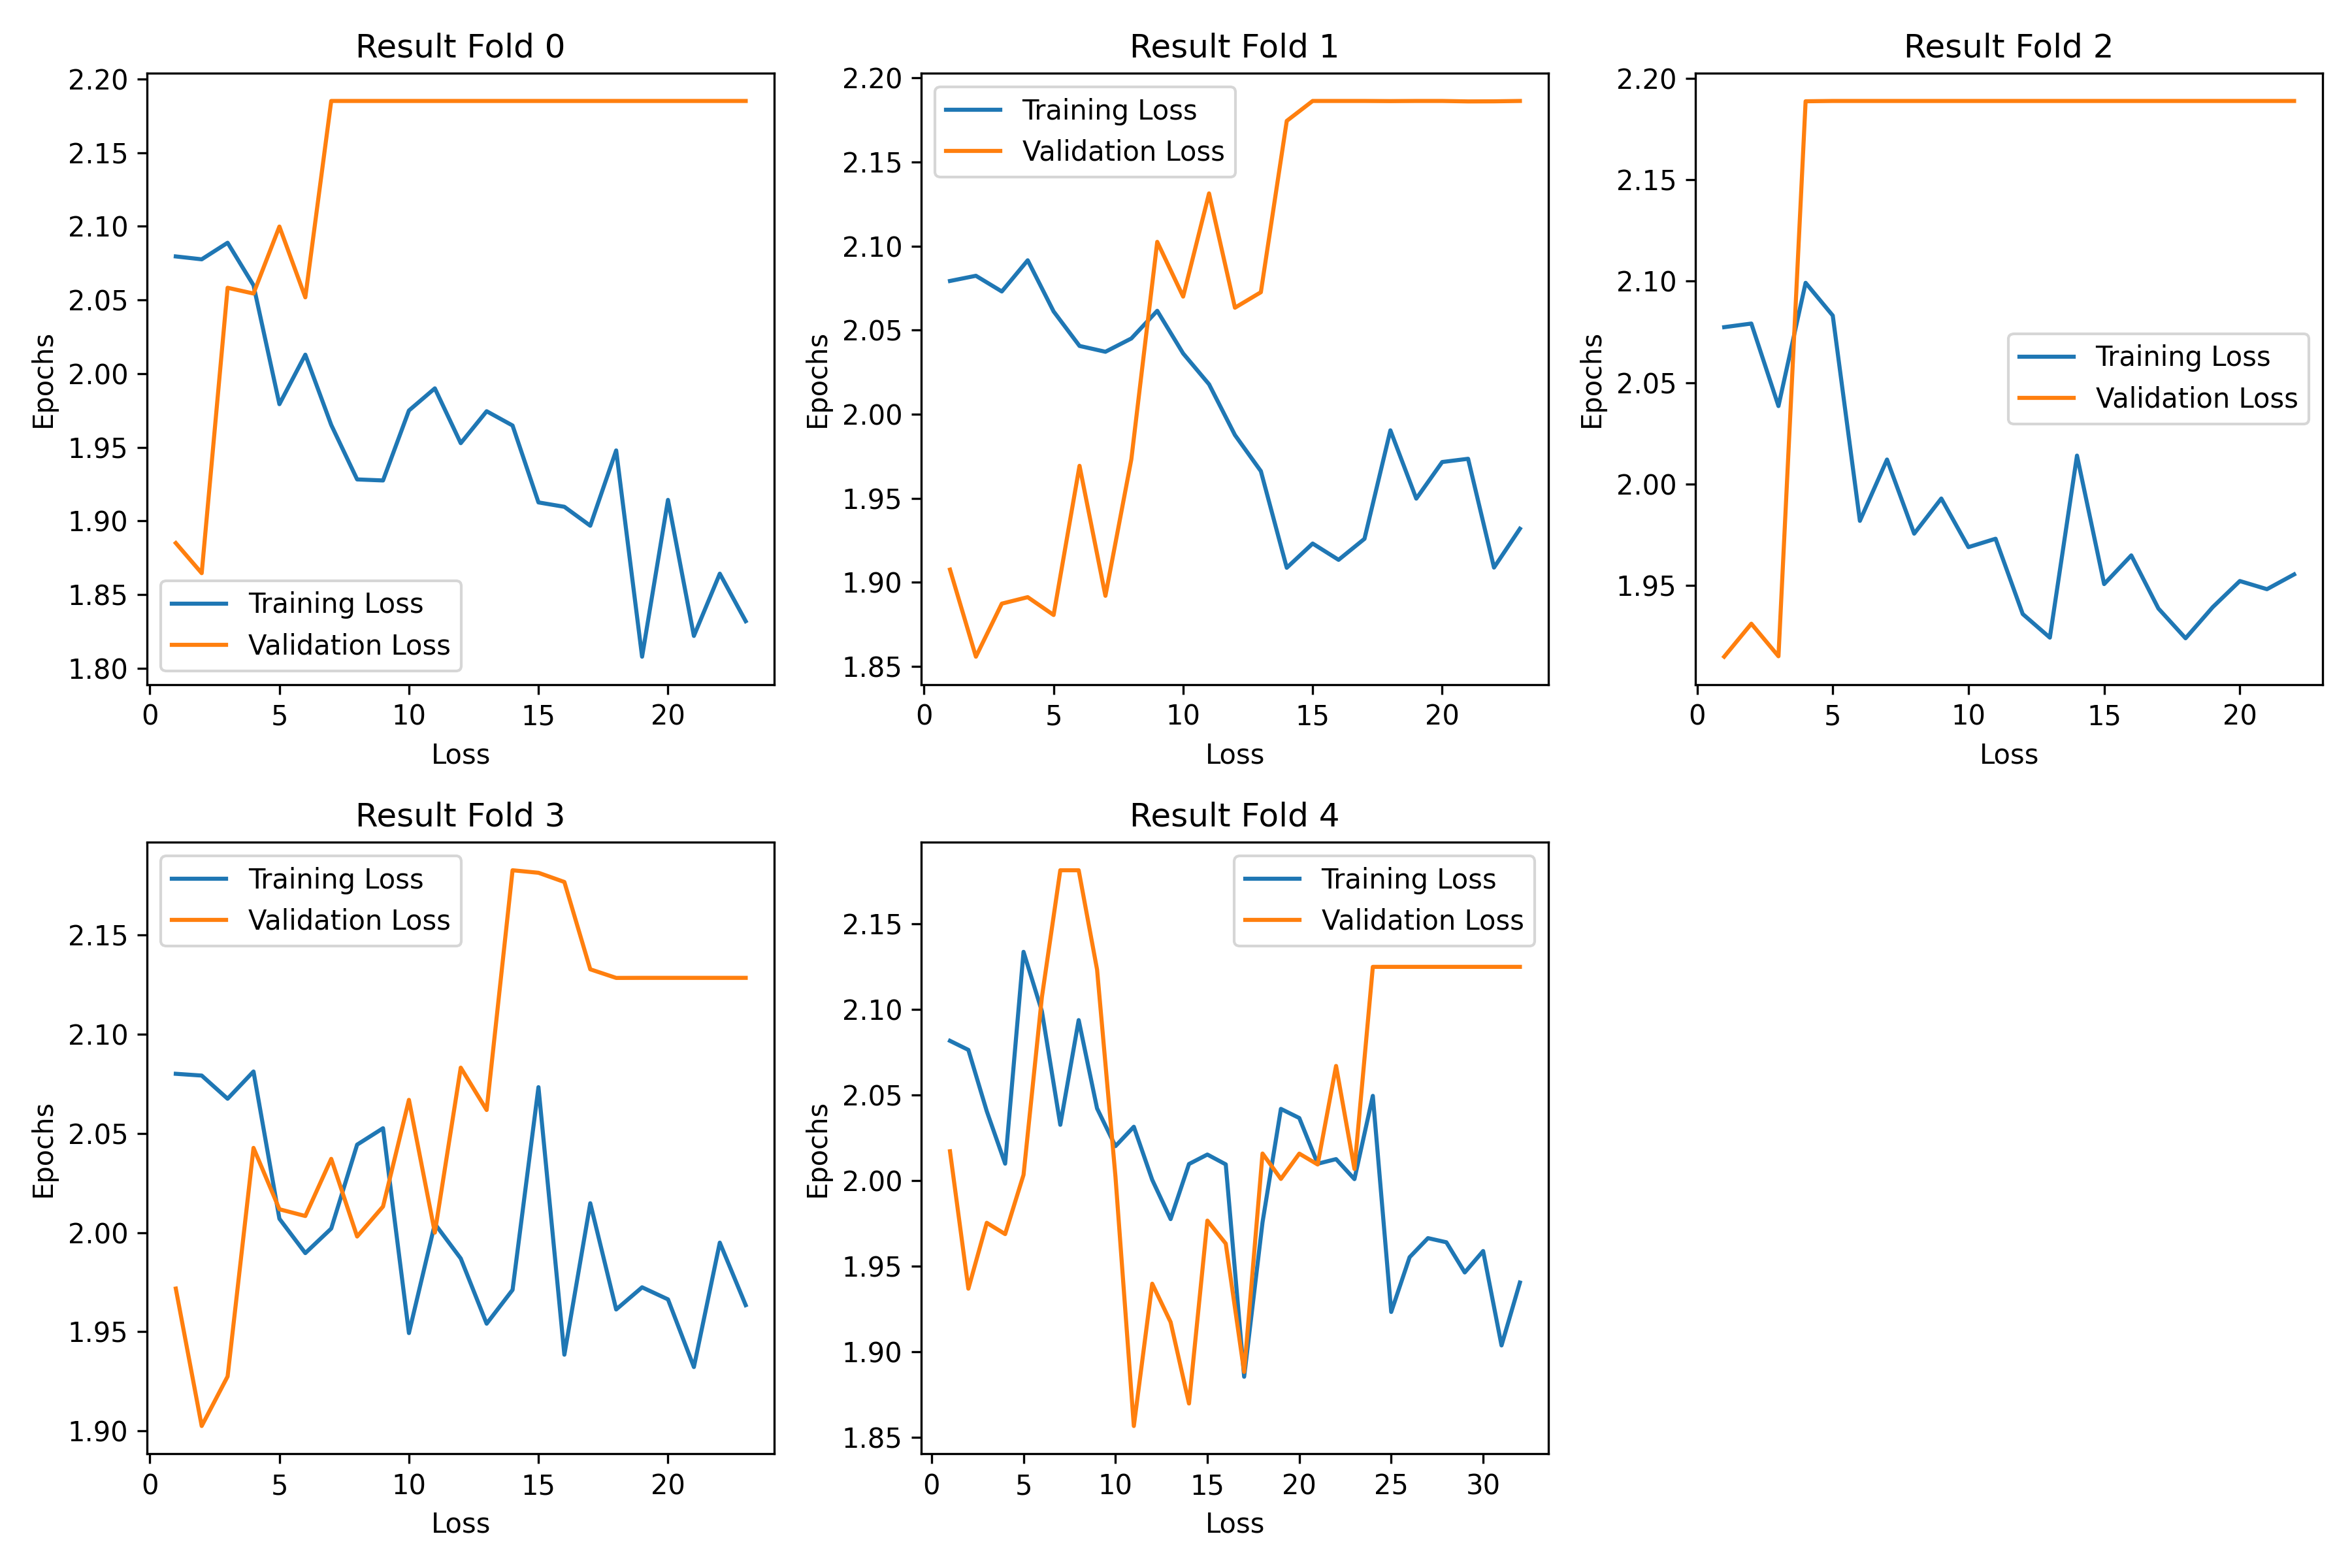 Result Fold 0
2.20
2.15
2.10
2.05
2.00
1.95
1.90
1.85
1.80
Epochs
Training Loss
Validation Loss
0 5 10 15 20
Loss
Result Fold 1
2.20
2.15
2.10
2.05
2.00
1.95
1.90
1.85
Epochs
Training Loss
Validation Loss
0 5 10 15 20
Loss
Result Fold 2
2.20
2.15
2.10
2.05
2.00
1.95
Epochs
Training Loss
Validation Loss
0 5 10 15 20
Loss
Result Fold 3
2.15
2.10
2.05
2.00
1.95
1.90
Epochs
Training Loss
Validation Loss
0 5 10 15 20
Loss
Result Fold 4
2.15
2.10
2.05
2.00
1.95
1.90
1.85
Epochs
Training Loss
Validation Loss
0 5 10 15 20 25 30
Loss